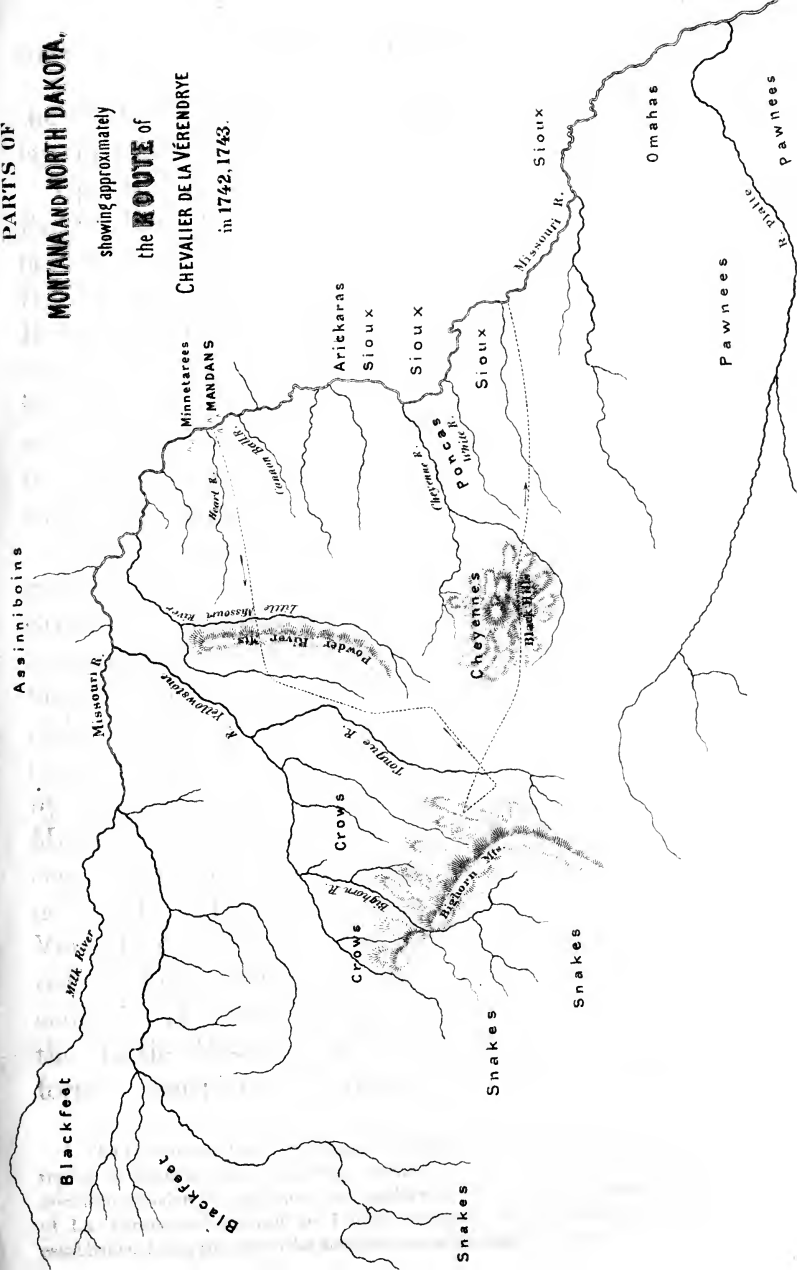 PARTS OF
MONTANA AND NORTH DAKOTA,
showing approximately
the ROUTE of
CHEVALIER DE LA VÉRENDRYE
in 1742, 1743.
Assinniboins
Missouri R.
Milk River
Blackfeet
Blackfeet
Snakes
Snakes
Snakes
Crows
Crows
Bighorn R.
Bighorn Mts
R. Yellowstone
Tongue R.
Powder River Mts
Little Missouri River
Heart R.
Cannon Ball R.
Minnetarees
MANDANS
Arickaras
Sioux
Sioux
Cheyenne R.
Poncas
White R.
Sioux
Cheyennes
Black Hills
Missouri R.
Sioux
Omahas
Pawnees
R. Platte
Pawnees